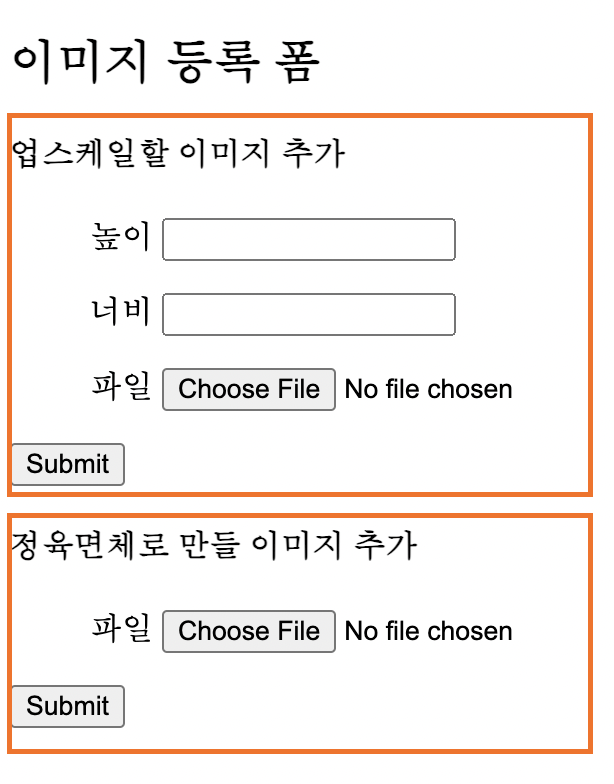 이미지 등록 폼
업스케일할 이미지 추가
높이
너비
파일 Choose File No file chosen
Submit
정육면체로 만들 이미지 추가
파일 Choose File No file chosen
Submit